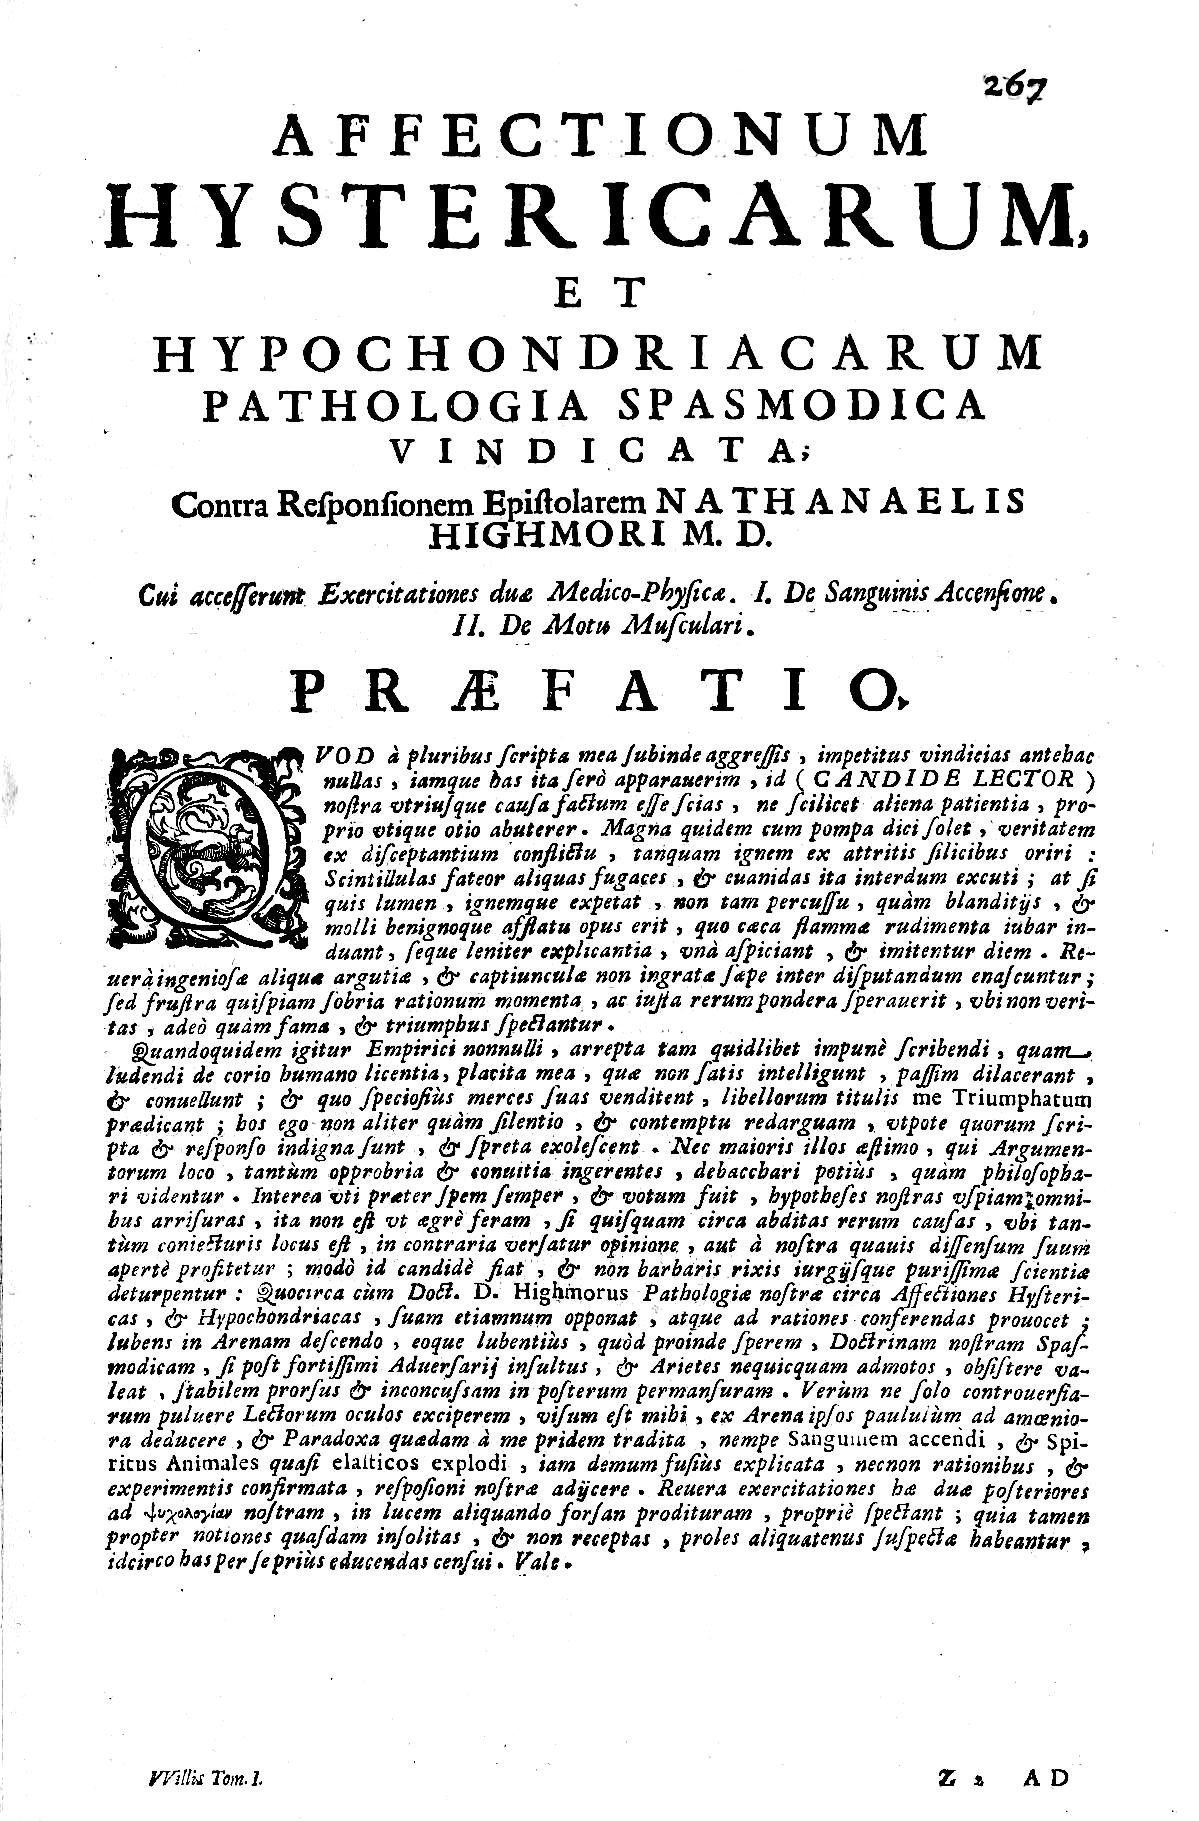 267
AFFECTIONUM
HYSTERICARUM,
ET
HYPOCHONDRIACARUM
PATHOLOGIA SPASMODICA
VINDICATA;
Contra Reſponſionem Epiſtolarem NATHANAELIS
HIGHMORI M. D.
Cui acceſſerunt Exercitationes duæ Medico-Phyſicæ. I. De Sanguinis Accenſione.
II. De Motu Muſculari.
PRÆFATIO.
QVOD à pluribus ſcripta mea ſubinde aggreſſis, impetitus vindicias antehac
nullas, iamque has ita ſerò apparauerim, id (CANDIDE LECTOR)
noſtra vtriuſque cauſa factum eſſe ſcias, ne ſcilicet aliena patientia, pro-
prio vtique otio abuterer. Magna quidem cum pompa dici ſolet, veritatem
ex diſceptantium conflictu, tanquam ignem ex attritis ſilicibus oriri:
Scintillulas fateor aliquas fugaces, & euanidas ita interdum excuti; at ſi
quis lumen, ignemque expetat, non tam percuſſu, quàm blanditijs, &
molli benignoque afflatu opus erit, quo cæca flammæ rudimenta iubar in-
duant, ſeque leniter explicantia, vnà aſpiciant, & imitentur diem. Re-
uerà ingenioſæ aliquæ argutiæ, & captiunculæ non ingratæ ſæpe inter diſputandum enaſcuntur;
ſed fruſtra quiſpiam ſobria rationum momenta, ac iuſta rerum pondera ſperauerit, vbi non veri-
tas, adeò quàm fama, & triumphus ſpectantur.
Quandoquidem igitur Empirici nonnulli, arrepta tam quidlibet impunè ſcribendi, quam
ludendi de corio humano licentia, placita mea, quæ non ſatis intelligunt, paſſim dilacerant,
& conuellunt; & quo ſpecioſiùs merces ſuas venditent, libellorum titulis me Triumphatum
prædicant; hos ego non aliter quàm ſilentio, & contemptu redarguam, vtpote quorum ſcri-
pta & reſponſo indigna ſunt, & ſpreta exoleſcent. Nec maioris illos æſtimo, qui Argumen-
torum loco, tantùm opprobria & conuitia ingerentes, debacchari potiùs, quàm philoſopha-
ri videntur. Interea vti præter ſpem ſemper, & votum fuit, hypotheſes noſtras vſpiam omni-
bus arriſuras, ita non eſt vt ægrè feram, ſi quiſquam circa abditas rerum cauſas, vbi tan-
tùm coniecturis locus eſt, in contraria verſatur opinione, aut à noſtra quauis diſſenſum ſuum
apertè profitetur; modò id candidè fiat, & non barbaris rixis iurgijſque puriſſimæ ſcientiæ
deturpentur: Quocirca cùm Doct. D. Highmorus Pathologiæ noſtræ circa Affectiones Hyſteri-
cas, & Hypochondriacas, ſuam etiamnum opponat, atque ad rationes conferendas prouocet;
lubens in Arenam deſcendo, eoque lubentiùs, quòd proinde ſperem, Doctrinam noſtram Spaſ-
modicam, ſi poſt fortiſſimi Aduerſarij inſultus, & Arietes nequicquam admotos, obſiſtere va-
leat, ſtabilem prorſus & inconcuſsam in poſterum permanſuram. Verùm ne ſolo controuerſia-
rum puluere Lectorum oculos exciperem, viſum eſt mihi, ex Arena ipſos paululùm ad amœnio-
ra deducere, & Paradoxa quædam à me pridem tradita, nempe Sanguinem accendi, & Spi-
ritus Animales quaſi elaſticos explodi, iam demum fuſiùs explicata, necnon rationibus, &
experimentis confirmata, reſpoſioni noſtræ adijcere. Reuera exercitationes hæ duæ poſteriores
ad ψυχολογίαν noſtram, in lucem aliquando forſan prodituram, propriè ſpectant; quia tamen
propter notiones quaſdam inſolitas, & non receptas, proles aliquatenus ſuſpectæ habeantur,
idcirco has per ſe priùs educendas cenſui. Vale.
VVillis Tom. I.
Z 2 AD